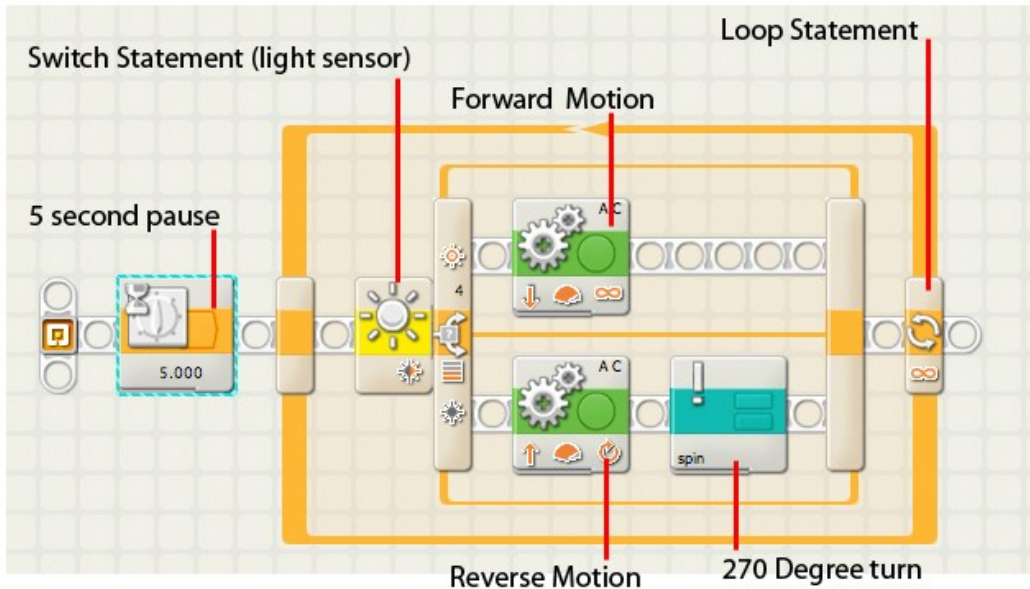 Loop Statement
Switch Statement (light sensor)
Forward Motion
5 second pause
A C
4
5.000
A C
spin
Reverse Motion
270 Degree turn